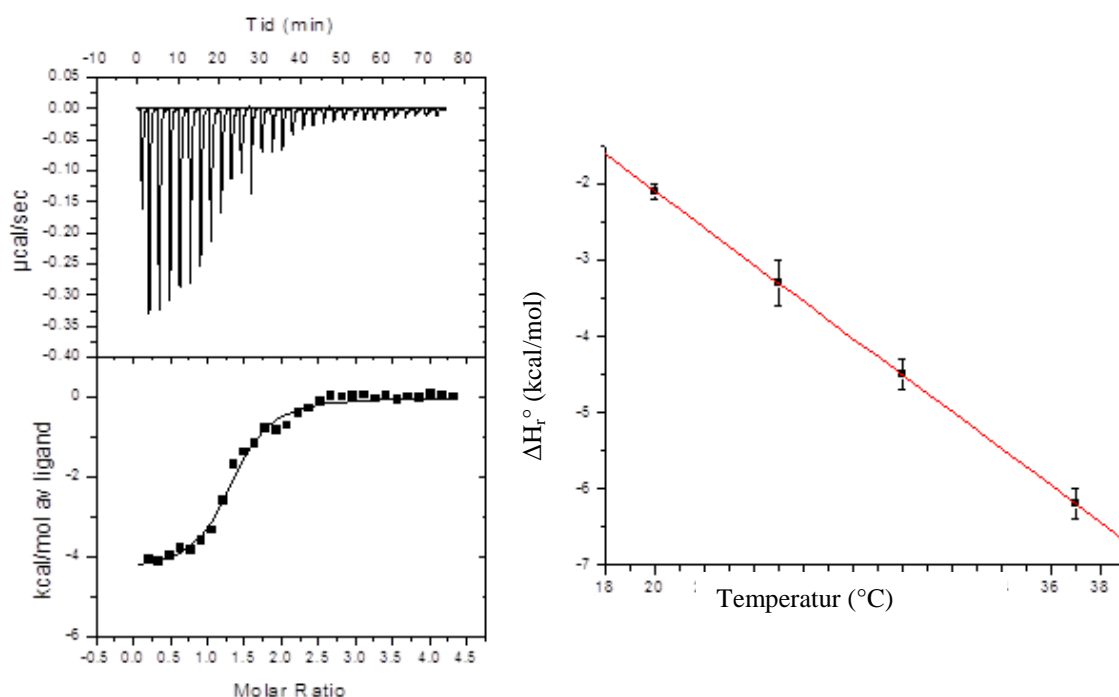 Tid (min)
-10 0 10 20 30 40 50 60 70 80
0.05
0.00
-0.05
-0.10
-0.15
-0.20
-0.25
-0.30
-0.35
-0.40
µcal/sec
0
-2
-4
-6
kcal/mol av ligand
-0.5 0.0 0.5 1.0 1.5 2.0 2.5 3.0 3.5 4.0 4.5
Molar Ratio
-2
-3
-4
-5
-6
-7
ΔHr° (kcal/mol)
18 20 36 38
Temperatur (°C)